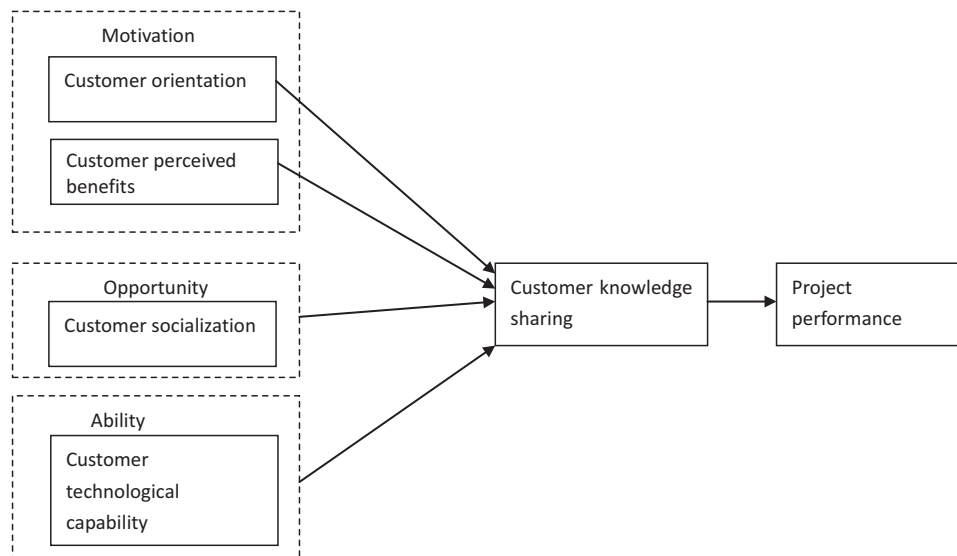 Motivation
Customer orientation
Customer perceived
benefits
Opportunity
Customer socialization
Ability
Customer
technological
capability
Customer knowledge
sharing
Project
performance